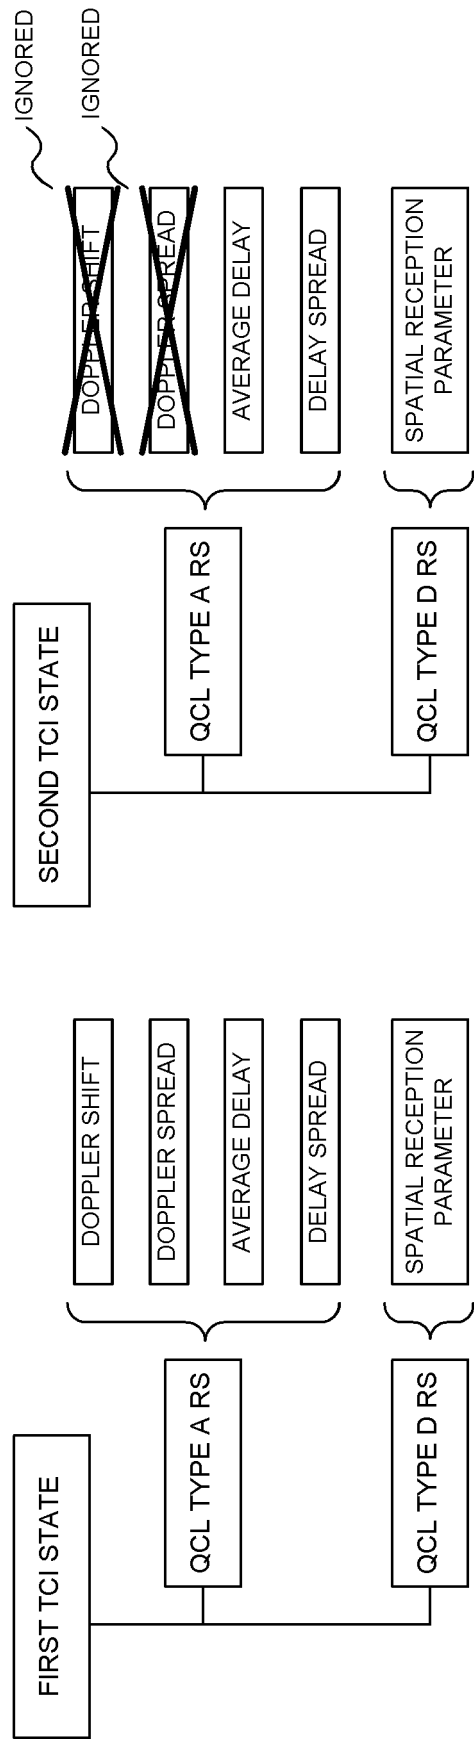 FIRST TCI STATE
QCL TYPE A RS
DOPPLER SHIFT
DOPPLER SPREAD
AVERAGE DELAY
DELAY SPREAD
QCL TYPE D RS
SPATIAL RECEPTION
PARAMETER
SECOND TCI STATE
QCL TYPE A RS
DOPPLER SHIFT
IGNORED
DOPPLER SPREAD
IGNORED
AVERAGE DELAY
DELAY SPREAD
QCL TYPE D RS
SPATIAL RECEPTION
PARAMETER